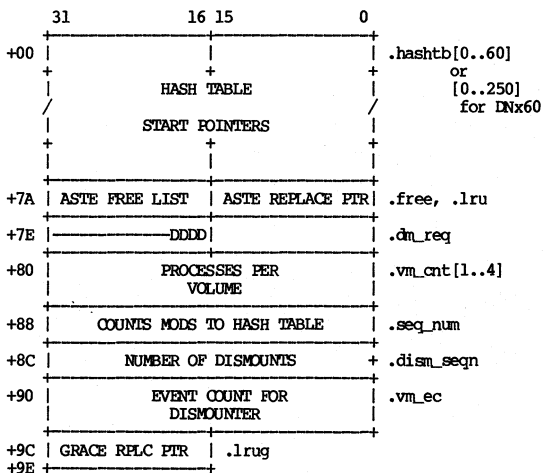 31 16 15 0
+00 .hashtb[0..60]
or
HASH TABLE [0..250]
for DNx60
START POINTERS
+7A ASTE FREE LIST ASTE REPLACE PTR .free, .lru
+7E DDDD .dm_req
+80 PROCESSES PER .vm_cnt[1..4]
VOLUME
+88 COUNTS MODS TO HASH TABLE .seq_num
+8C NUMBER OF DISMOUNTS .dism_seqn
+90 EVENT COUNT FOR .vm_ec
DISMOUNTER
+9C GRACE RPLC PTR .lrug
+9E